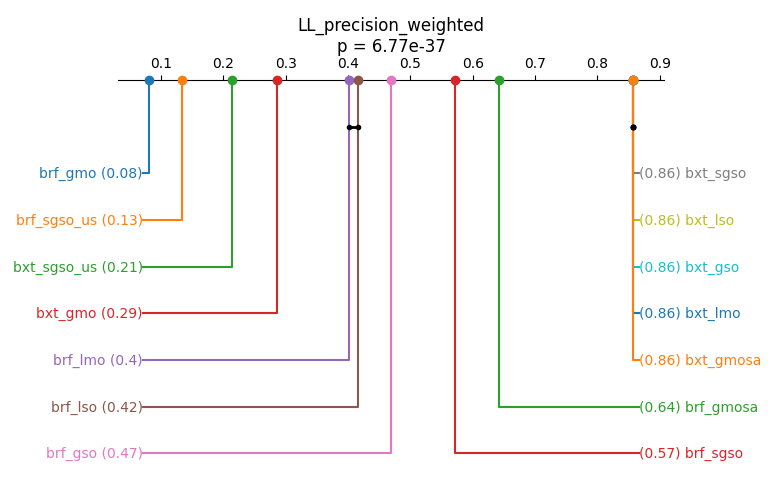 LL_precision_weighted
p = 6.77e-37
0.1 0.2 0.3 0.4 0.5 0.6 0.7 0.8 0.9
brf_gmo (0.08) (0.86) bxt_sgso
brf_sgso_us (0.13) (0.86) bxt_lso
bxt_sgso_us (0.21) (0.86) bxt_gso
bxt_gmo (0.29) (0.86) bxt_lmo
brf_lmo (0.4) (0.86) bxt_gmosa
brf_lso (0.42) (0.64) brf_gmosa
brf_gso (0.47) (0.57) brf_sgso